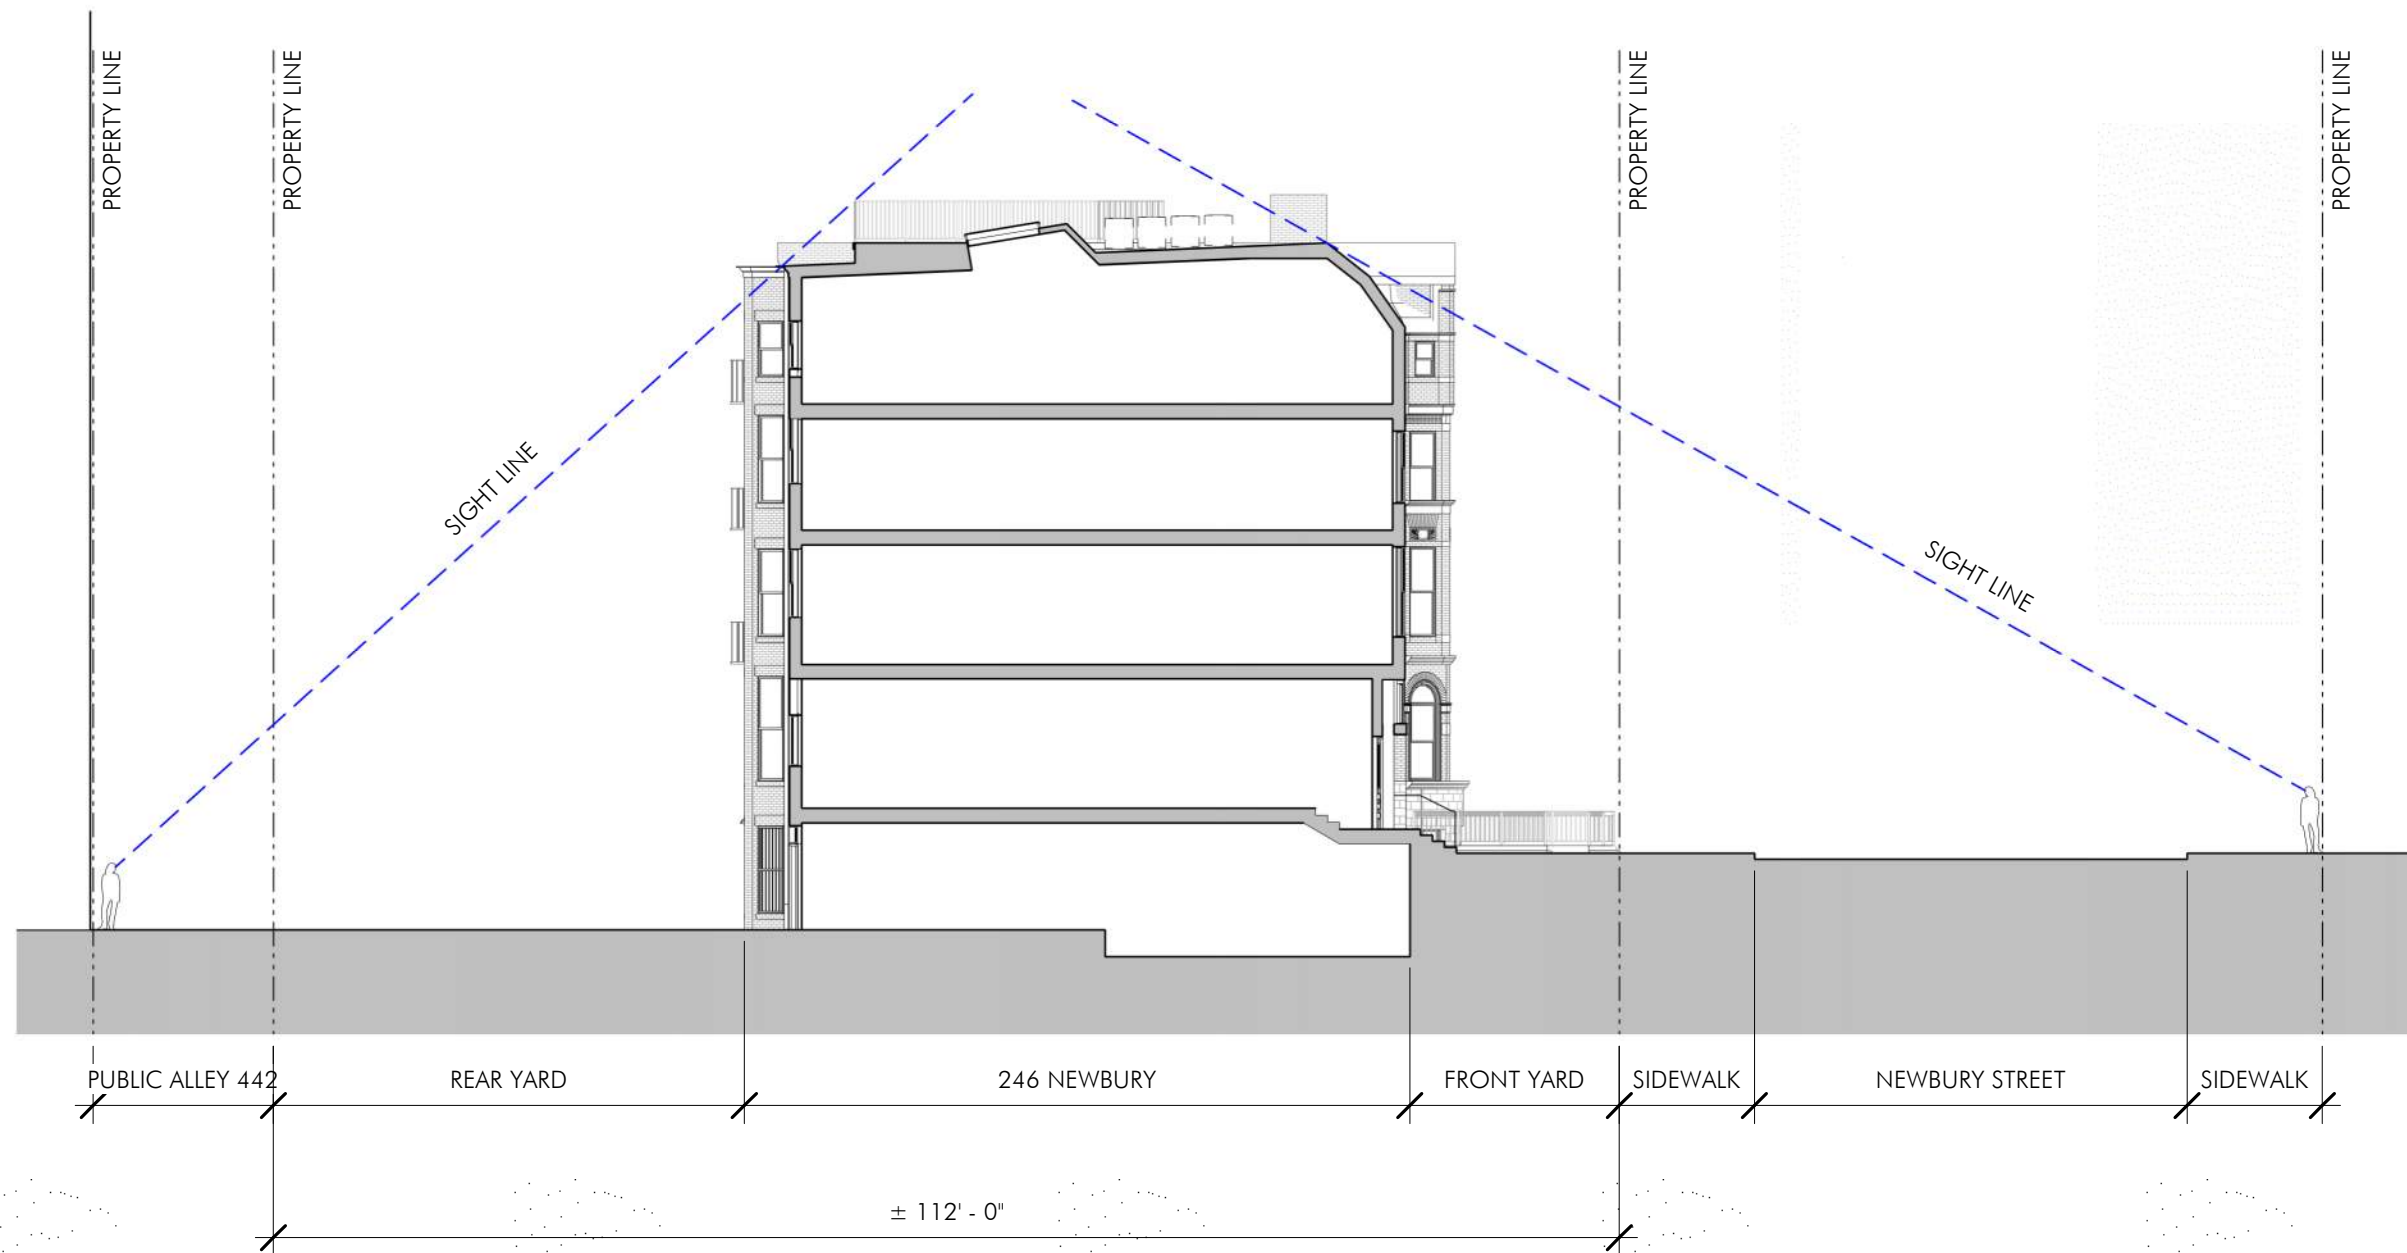 PROPERTY LINE
PROPERTY LINE
PROPERTY LINE
PROPERTY LINE
SIGHT LINE
SIGHT LINE
PUBLIC ALLEY 442
REAR YARD
246 NEWBURY
FRONT YARD
SIDEWALK
NEWBURY STREET
SIDEWALK
± 112' - 0"